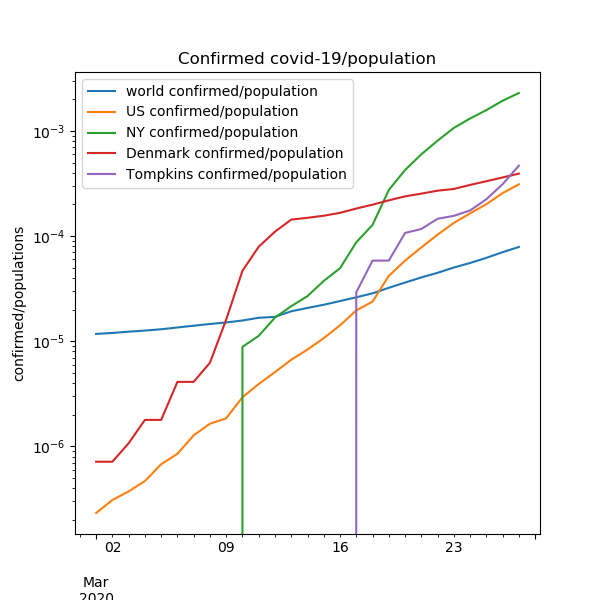 Confirmed covid-19/population
world confirmed/population
US confirmed/population
NY confirmed/population
Denmark confirmed/population
Tompkins confirmed/population
confirmed/populations
10⁻³
10⁻⁴
10⁻⁵
10⁻⁶
02 09 16 23
Mar
2020